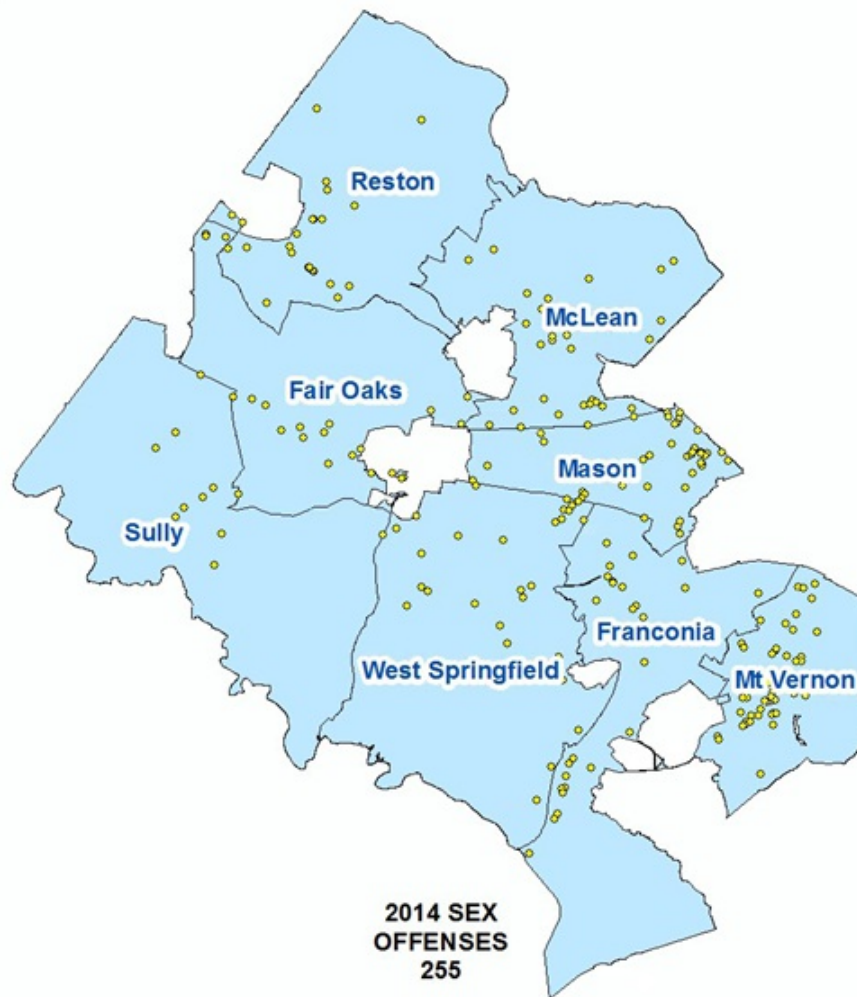 Reston
McLean
Fair Oaks
Mason
Sully
Franconia
West Springfield
Mt Vernon
2014 SEX
OFFENSES
255